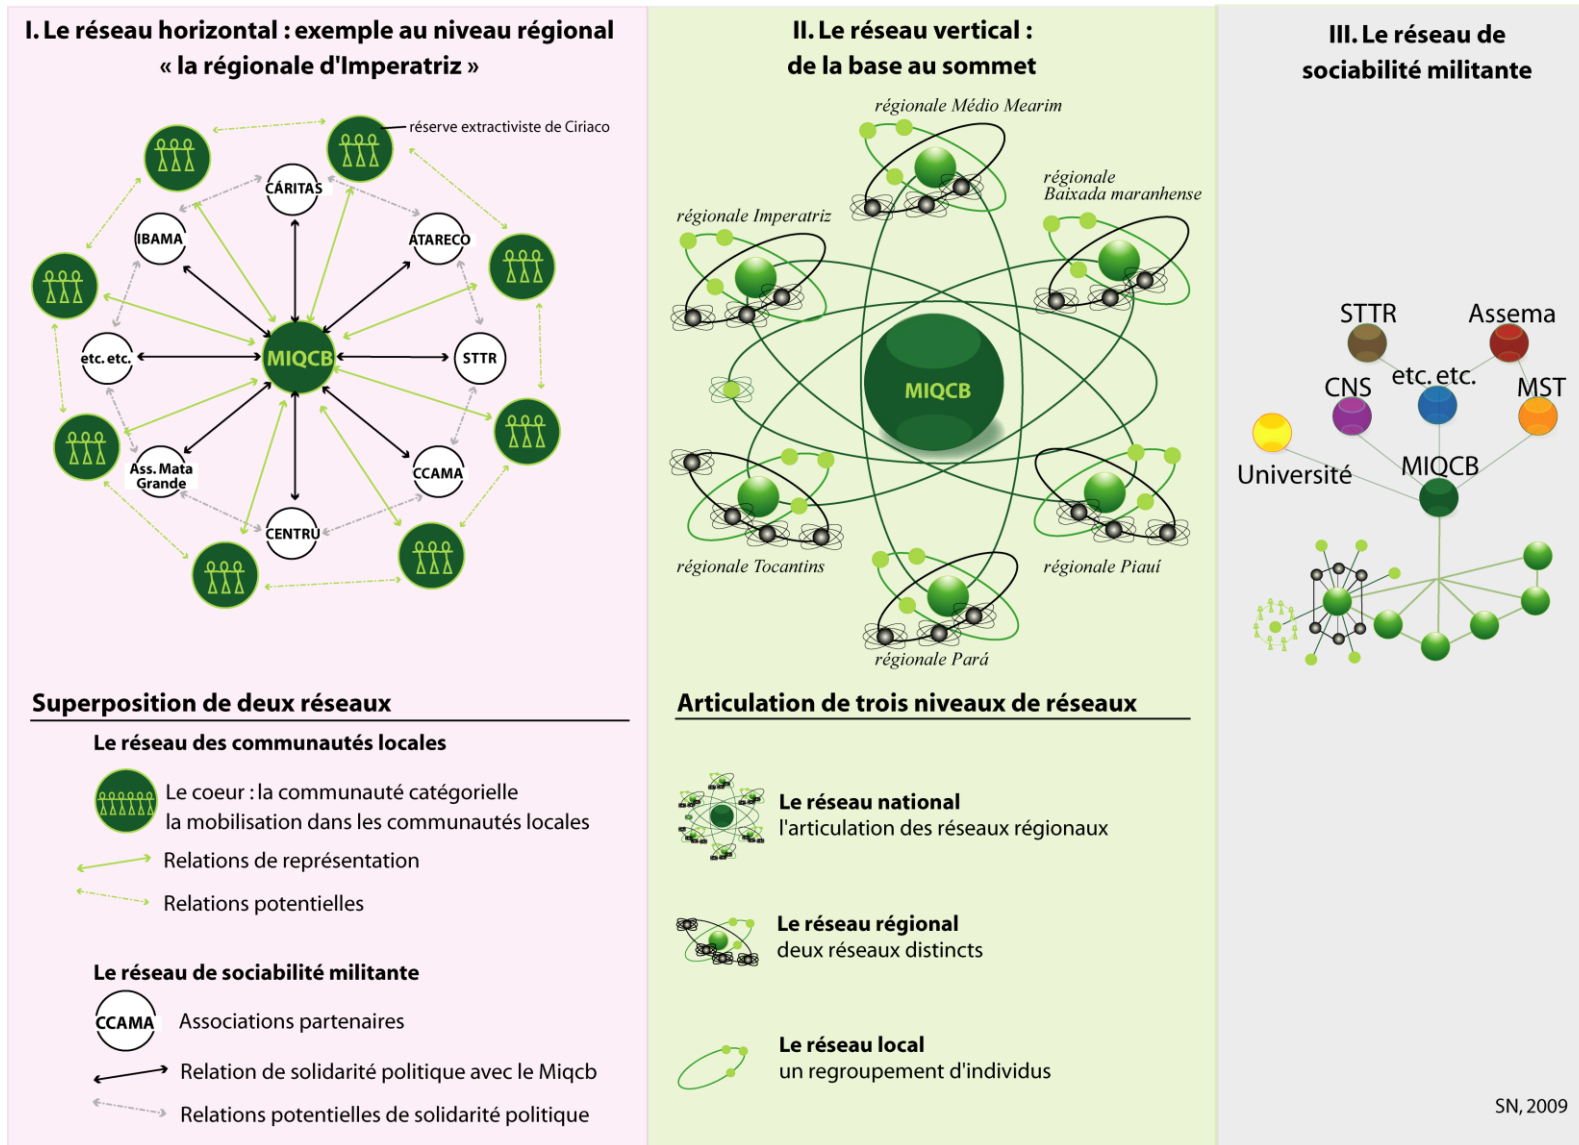 I. Le réseau horizontal : exemple au niveau régional
« la régionale d'Imperatriz »
réserve extractiviste de Ciriaco
CÁRITAS
IBAMA
ATARECO
etc. etc.
MIQCB
STTR
Ass. Mata
Grande
CCAMA
CENTRU
Superposition de deux réseaux
Le réseau des communautés locales
Le coeur : la communauté catégorielle
la mobilisation dans les communautés locales
Relations de représentation
Relations potentielles
Le réseau de sociabilité militante
CCAMA
Associations partenaires
Relation de solidarité politique avec le Miqcb
Relations potentielles de solidarité politique
II. Le réseau vertical :
de la base au sommet
régionale Médio Mearim
régionale
Baixada maranhense
régionale Imperatriz
MIQCB
régionale Tocantins
régionale Piauí
régionale Pará
Articulation de trois niveaux de réseaux
Le réseau national
l'articulation des réseaux régionaux
Le réseau régional
deux réseaux distincts
Le réseau local
un regroupement d'individus
III. Le réseau de
sociabilité militante
STTR
Assema
CNS
etc. etc.
MST
Université
MIQCB
SN, 2009